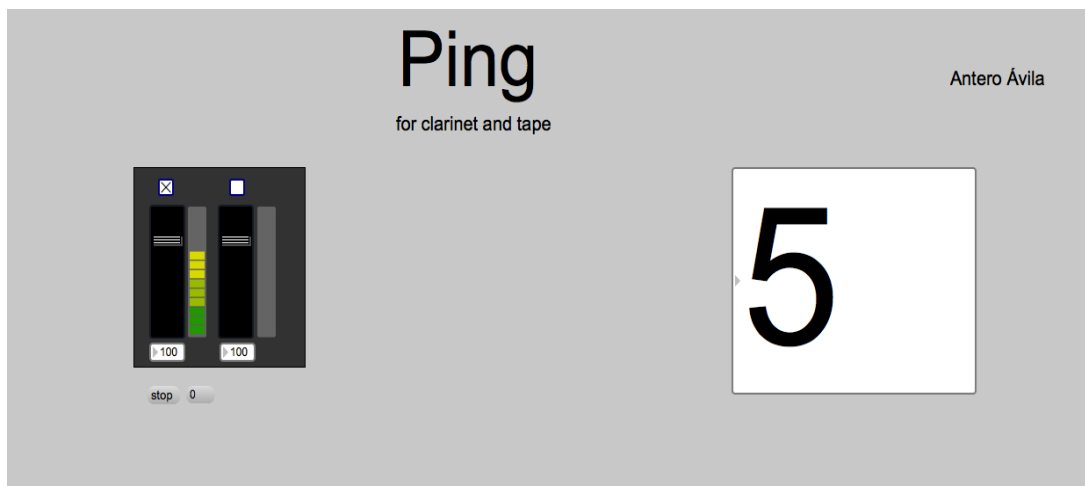 Ping
Antero Ávila
for clarinet and tape
5
100 100
stop 0